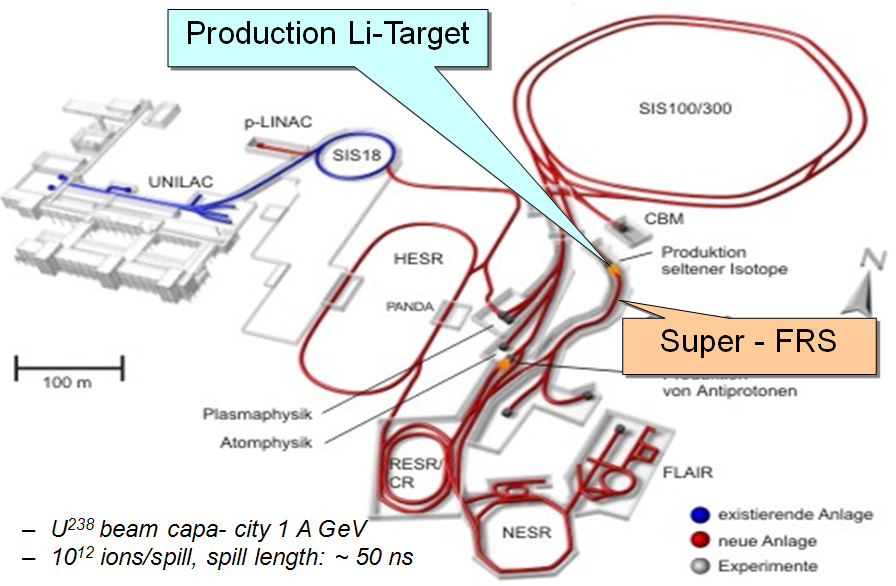 Production Li-Target
SIS100/300
p-LINAC
SIS18
UNILAC
CBM
HESR
Produktion
seltener Isotope
N
PANDA
Super - FRS
100 m
von Antiprotonen
Plasmaphysik
Atomphysik
RESR/
CR
FLAIR
NESR
– U238 beam capa- city 1 A GeV
– 1012 ions/spill, spill length: ~ 50 ns
existierende Anlage
neue Anlage
Experimente